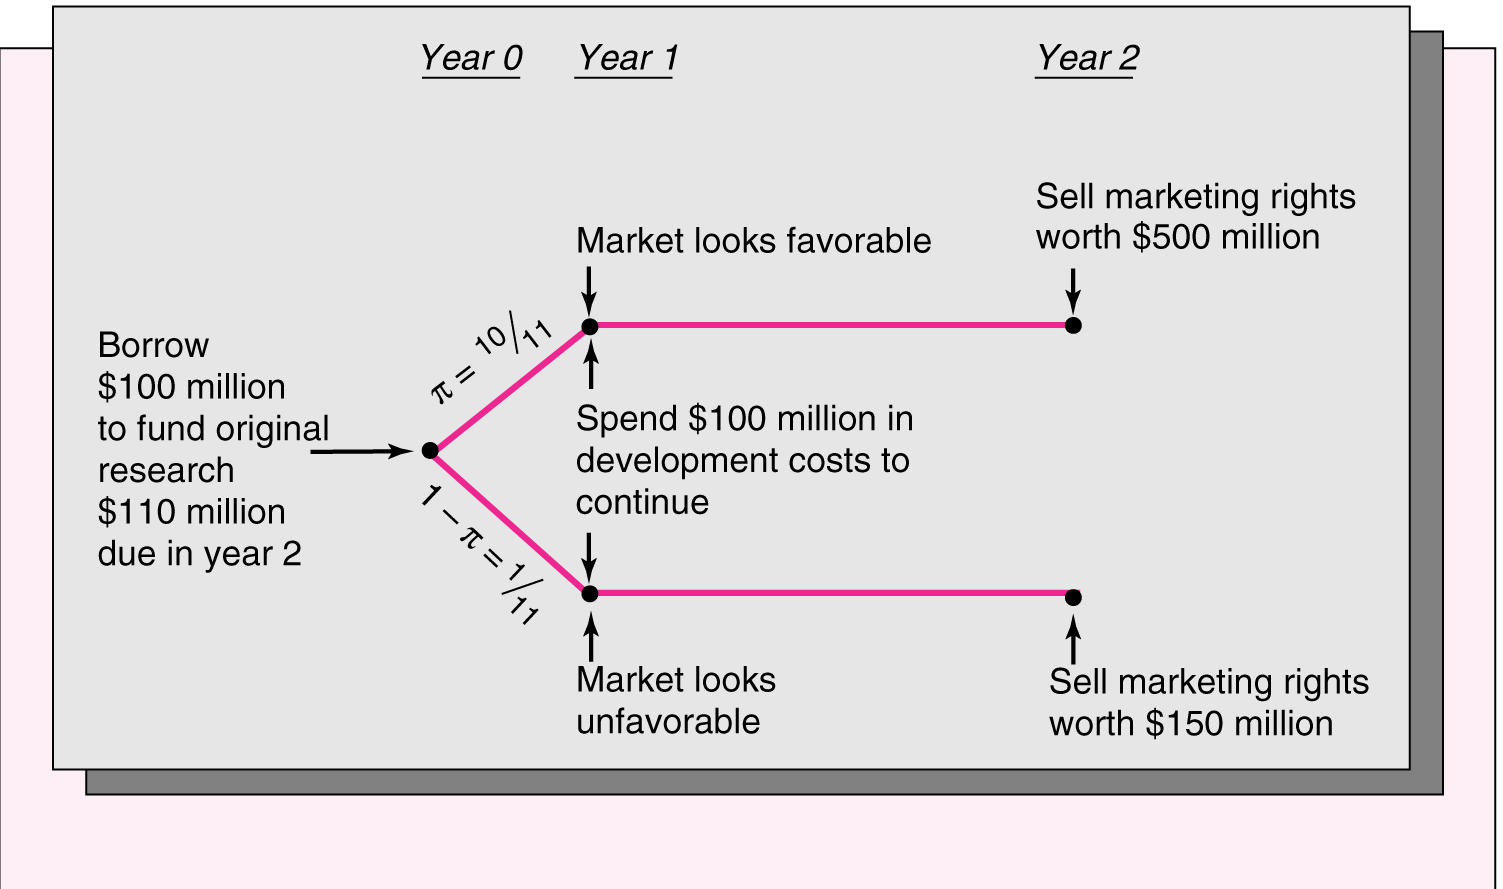 Year 0
Year 1
Year 2
Sell marketing rights
worth $500 million
Market looks favorable
π = 10/11
Borrow
$100 million
to fund original
research
$110 million
due in year 2
Spend $100 million in
development costs to
continue
1 – π = 1/11
Market looks
unfavorable
Sell marketing rights
worth $150 million